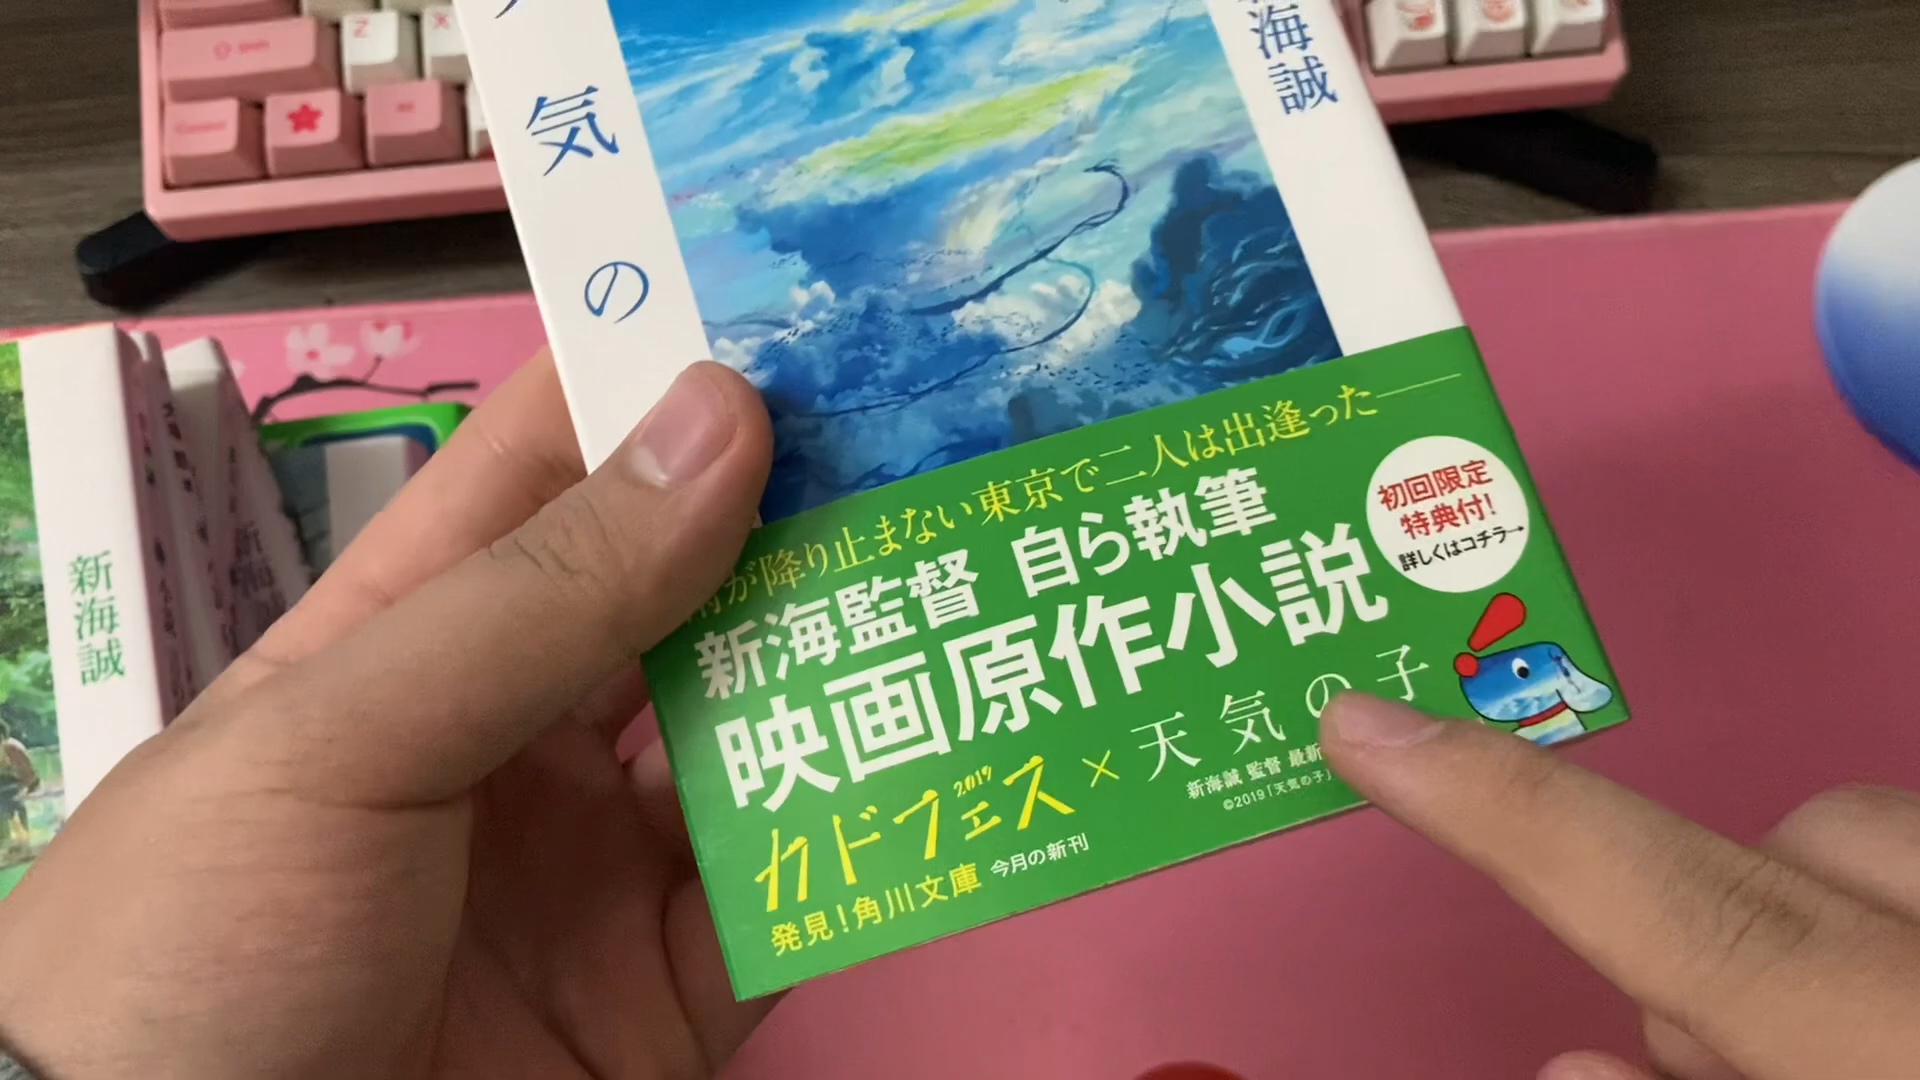 気の
海誠
が降り止まない東京で二人は出逢った──
新海監督 自ら執筆
映画原作小説
初回限定
特典付!
詳しくはコチラ→
2019
カドフェス×天気の子
新海誠 監督 最新
©2019「天気の子」
発見!角川文庫 今月の新刊
新海誠
Z
X